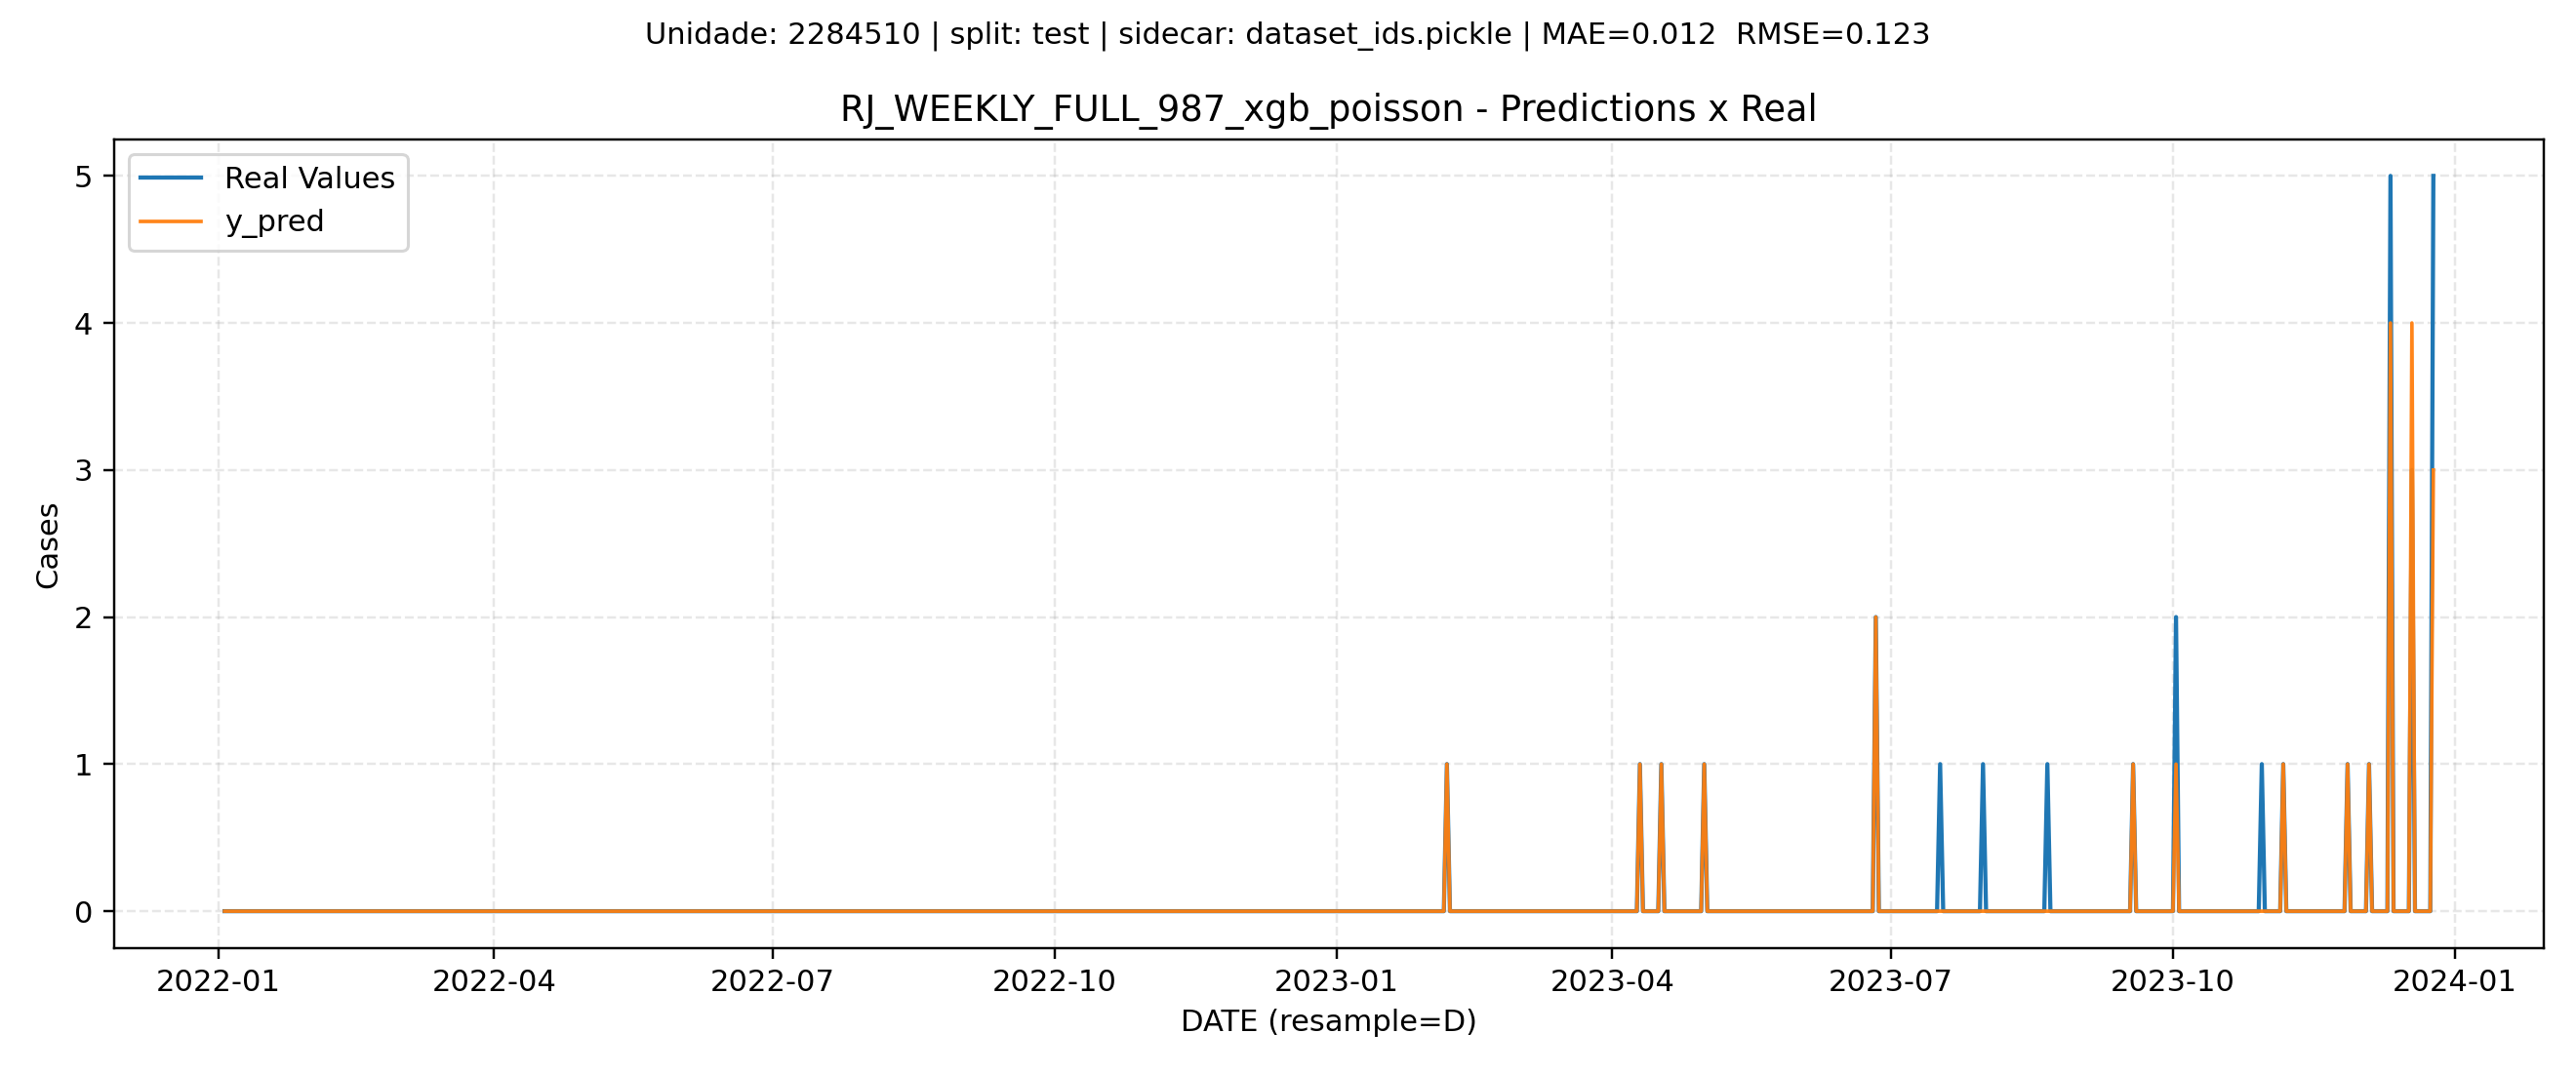 Unidade: 2284510 | split: test | sidecar: dataset_ids.pickle | MAE=0.012  RMSE=0.123
RJ_WEEKLY_FULL_987_xgb_poisson - Predictions x Real
Real Values
y_pred
5
4
3
2
1
0
Cases
2022-01
2022-04
2022-07
2022-10
2023-01
2023-04
2023-07
2023-10
2024-01
DATE (resample=D)